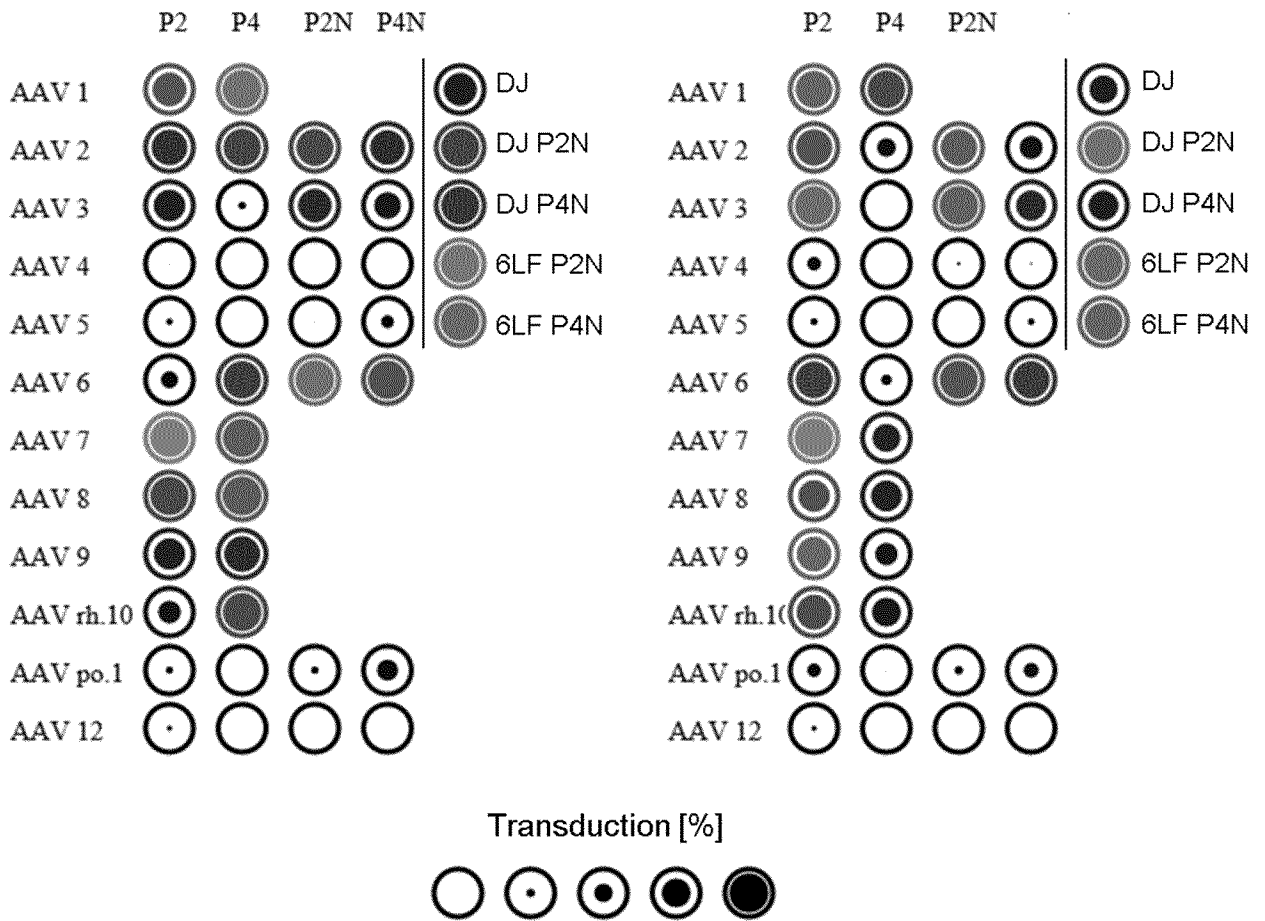 P2 P4 P2N P4N P2 P4 P2N
AAV 1 DJ AAV 1 DJ
AAV 2 DJ P2N AAV 2 DJ P2N
AAV 3 DJ P4N AAV 3 DJ P4N
AAV 4 6LF P2N AAV 4 6LF P2N
AAV 5 6LF P4N AAV 5 6LF P4N
AAV 6 AAV 6
AAV 7 AAV 7
AAV 8 AAV 8
AAV 9 AAV 9
AAV rh.10 AAV rh.10
AAV po.1 AAV po.1
AAV 12 AAV 12
Transduction [%]